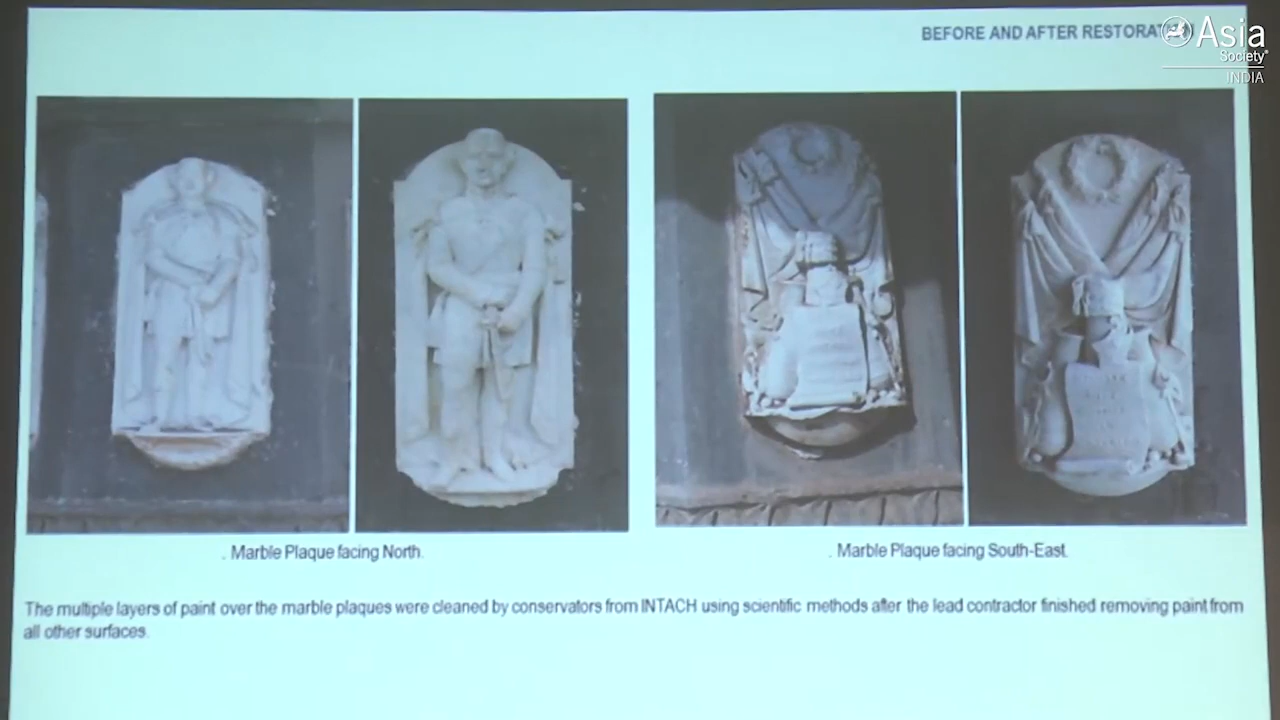 BEFORE AND AFTER
Asia
Society
INDIA
. Marble Plaque facing North.
. Marble Plaque facing South-East.
The multiple layers of paint over the marble plaques were cleaned by conservators from INTACH using scientific methods after the lead contractor finished removing paint from
all other surfaces.